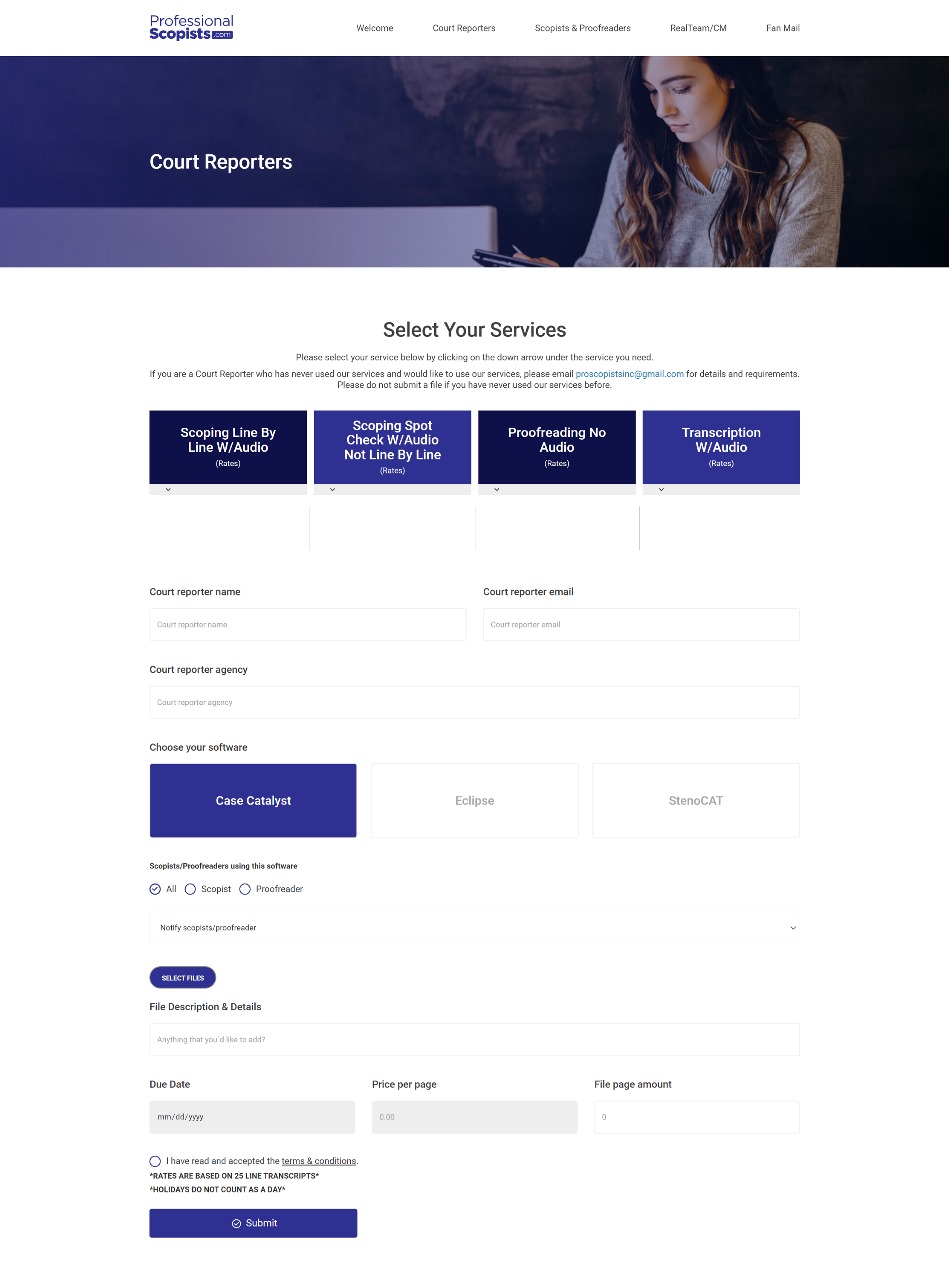 Professional
Scopists.com
Welcome
Court Reporters
Scopists & Proofreaders
RealTeam/CM
Fan Mail
Court Reporters
Select Your Services
Please select your service below by clicking on the down arrow under the service you need.
If you are a Court Reporter who has never used our services and would like to use our services, please email proscopistsinc@gmail.com for details and requirements.
Please do not submit a file if you have never used our services before.
Scoping Line By
Line W/Audio
(Rates)
Scoping Spot
Check W/Audio
Not Line By Line
(Rates)
Proofreading No
Audio
(Rates)
Transcription
W/Audio
(Rates)
Court reporter name
Court reporter email
Court reporter name
Court reporter email
Court reporter agency
Court reporter agency
Choose your software
Case Catalyst
Eclipse
StenoCAT
Scopists/Proofreaders using this software
All
Scopist
Proofreader
Notify scopists/proofreader
SELECT FILES
File Description & Details
Anything that you'd like to add?
Due Date
Price per page
File page amount
mm/dd/yyyy
0.00
0
I have read and accepted the terms & conditions.
*RATES ARE BASED ON 25 LINE TRANSCRIPTS*
*HOLIDAYS DO NOT COUNT AS A DAY*
Submit